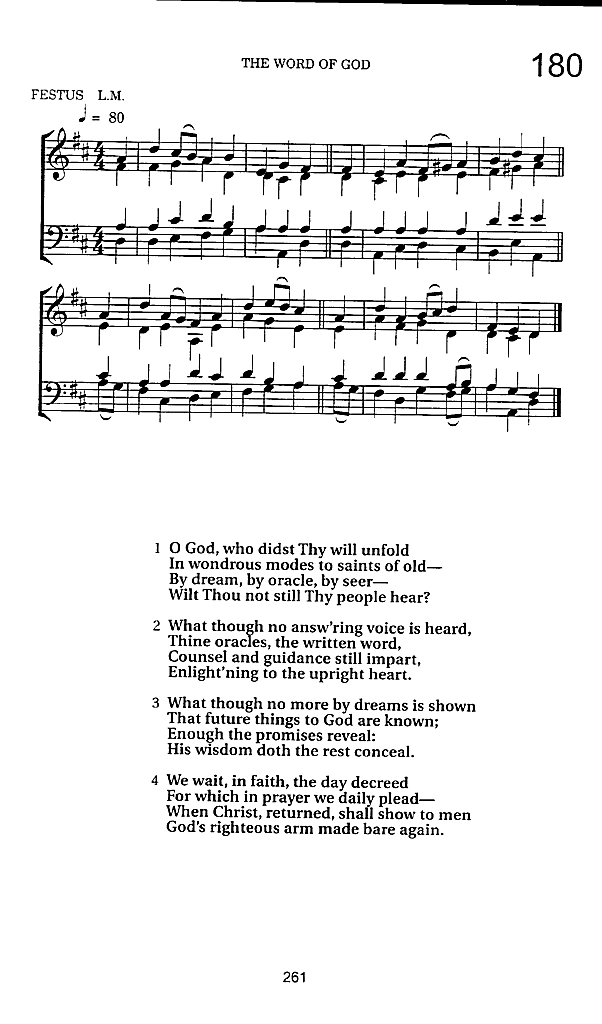 THE WORD OF GOD
180
FESTUS L.M.
♩ = 80
1 O God, who didst Thy will unfold
In wondrous modes to saints of old—
By dream, by oracle, by seer—
Wilt Thou not still Thy people hear?
2 What though no answ'ring voice is heard,
Thine oracles, the written word,
Counsel and guidance still impart,
Enlight'ning to the upright heart.
3 What though no more by dreams is shown
That future things to God are known;
Enough the promises reveal:
His wisdom doth the rest conceal.
4 We wait, in faith, the day decreed
For which in prayer we daily plead—
When Christ, returned, shall show to men
God's righteous arm made bare again.
261